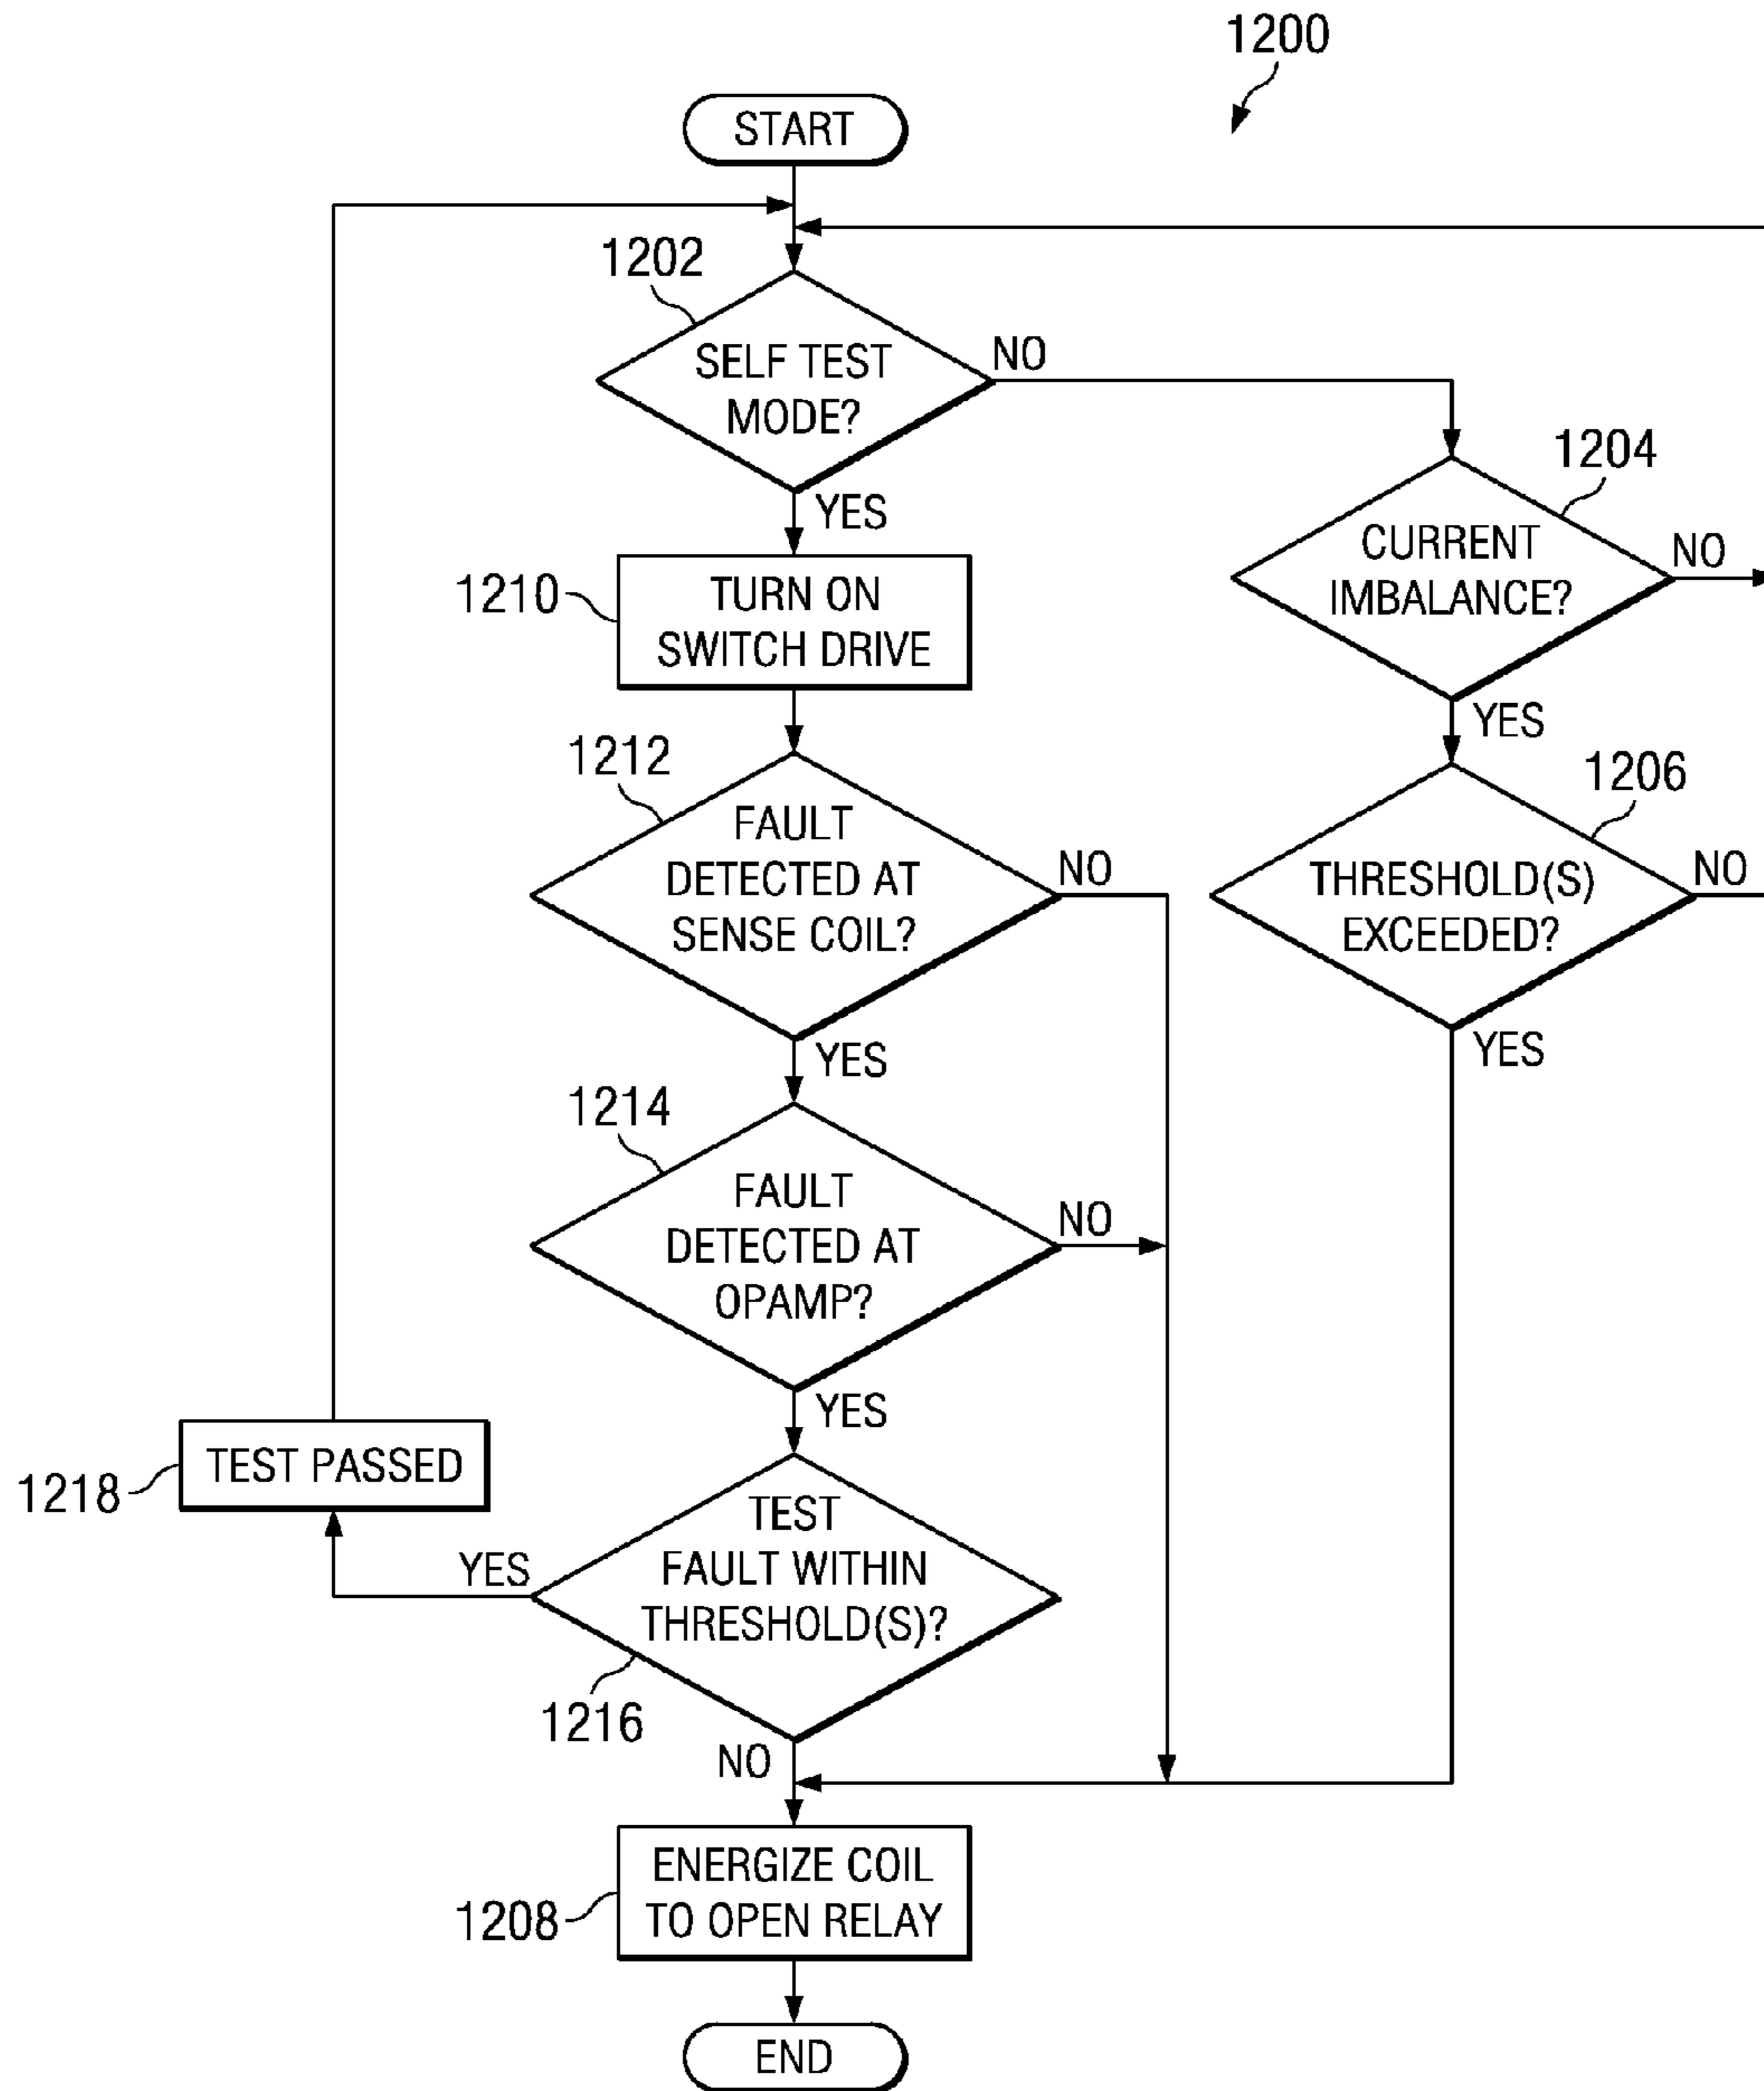 1200
START
1202
SELF TEST
MODE?
NO
YES
1204
CURRENT
IMBALANCE?
NO
YES
1210
TURN ON
SWITCH DRIVE
1206
THRESHOLD(S)
EXCEEDED?
NO
YES
1212
FAULT
DETECTED AT
SENSE COIL?
NO
YES
1214
FAULT
DETECTED AT
OPAMP?
NO
YES
1218
TEST PASSED
TEST
FAULT WITHIN
THRESHOLD(S)?
YES
1216
NO
1208
ENERGIZE COIL
TO OPEN RELAY
END